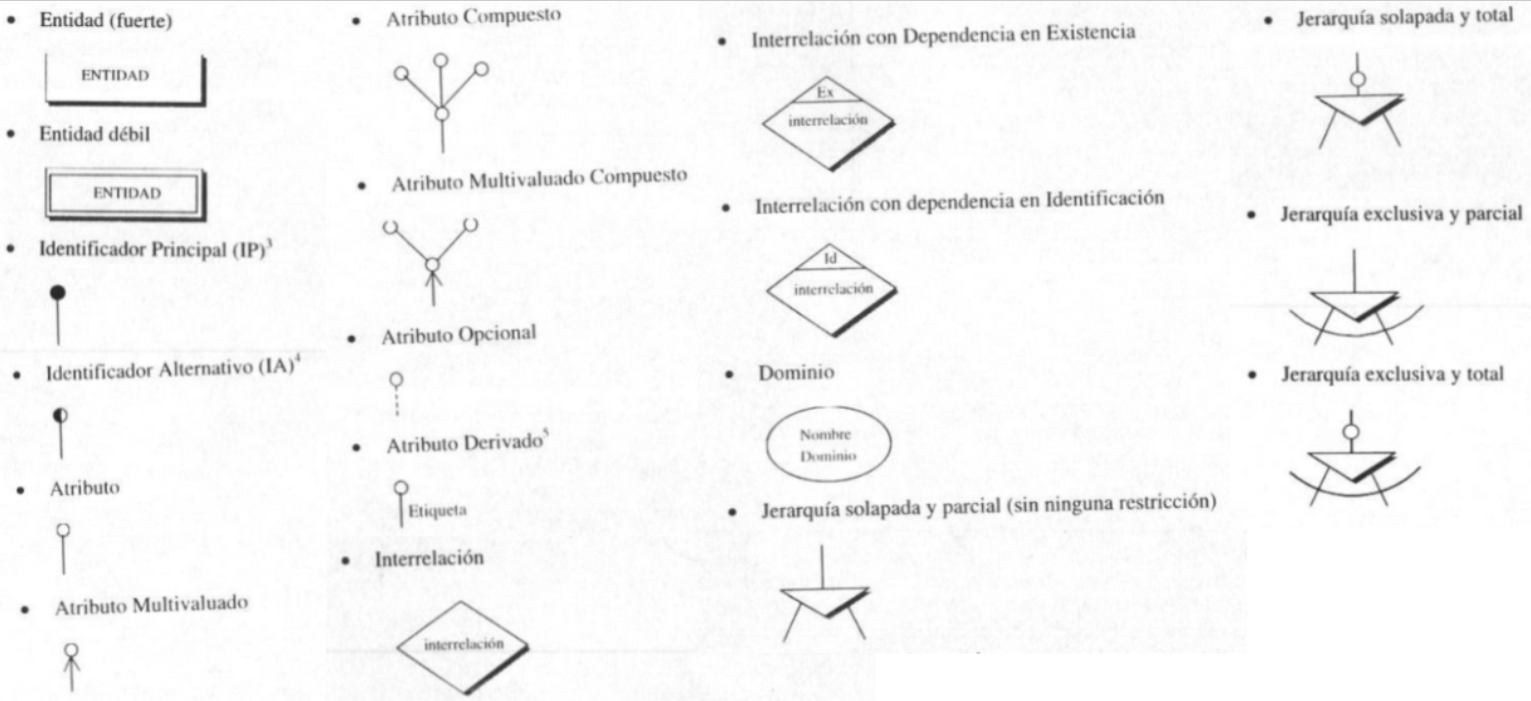 Entidad (fuerte)
ENTIDAD
Entidad débil
ENTIDAD
Identificador Principal (IP)³
Identificador Alternativo (IA)⁴
Atributo
Atributo Multivaluado
Atributo Compuesto
Atributo Multivaluado Compuesto
Atributo Opcional
Atributo Derivado⁵
Etiqueta
Interrelación
interrelación
Interrelación con Dependencia en Existencia
Ex
interrelación
Interrelación con dependencia en Identificación
Id
interrelación
Dominio
Nombre
Dominio
Jerarquía solapada y parcial (sin ninguna restricción)
Jerarquía solapada y total
Jerarquía exclusiva y parcial
Jerarquía exclusiva y total